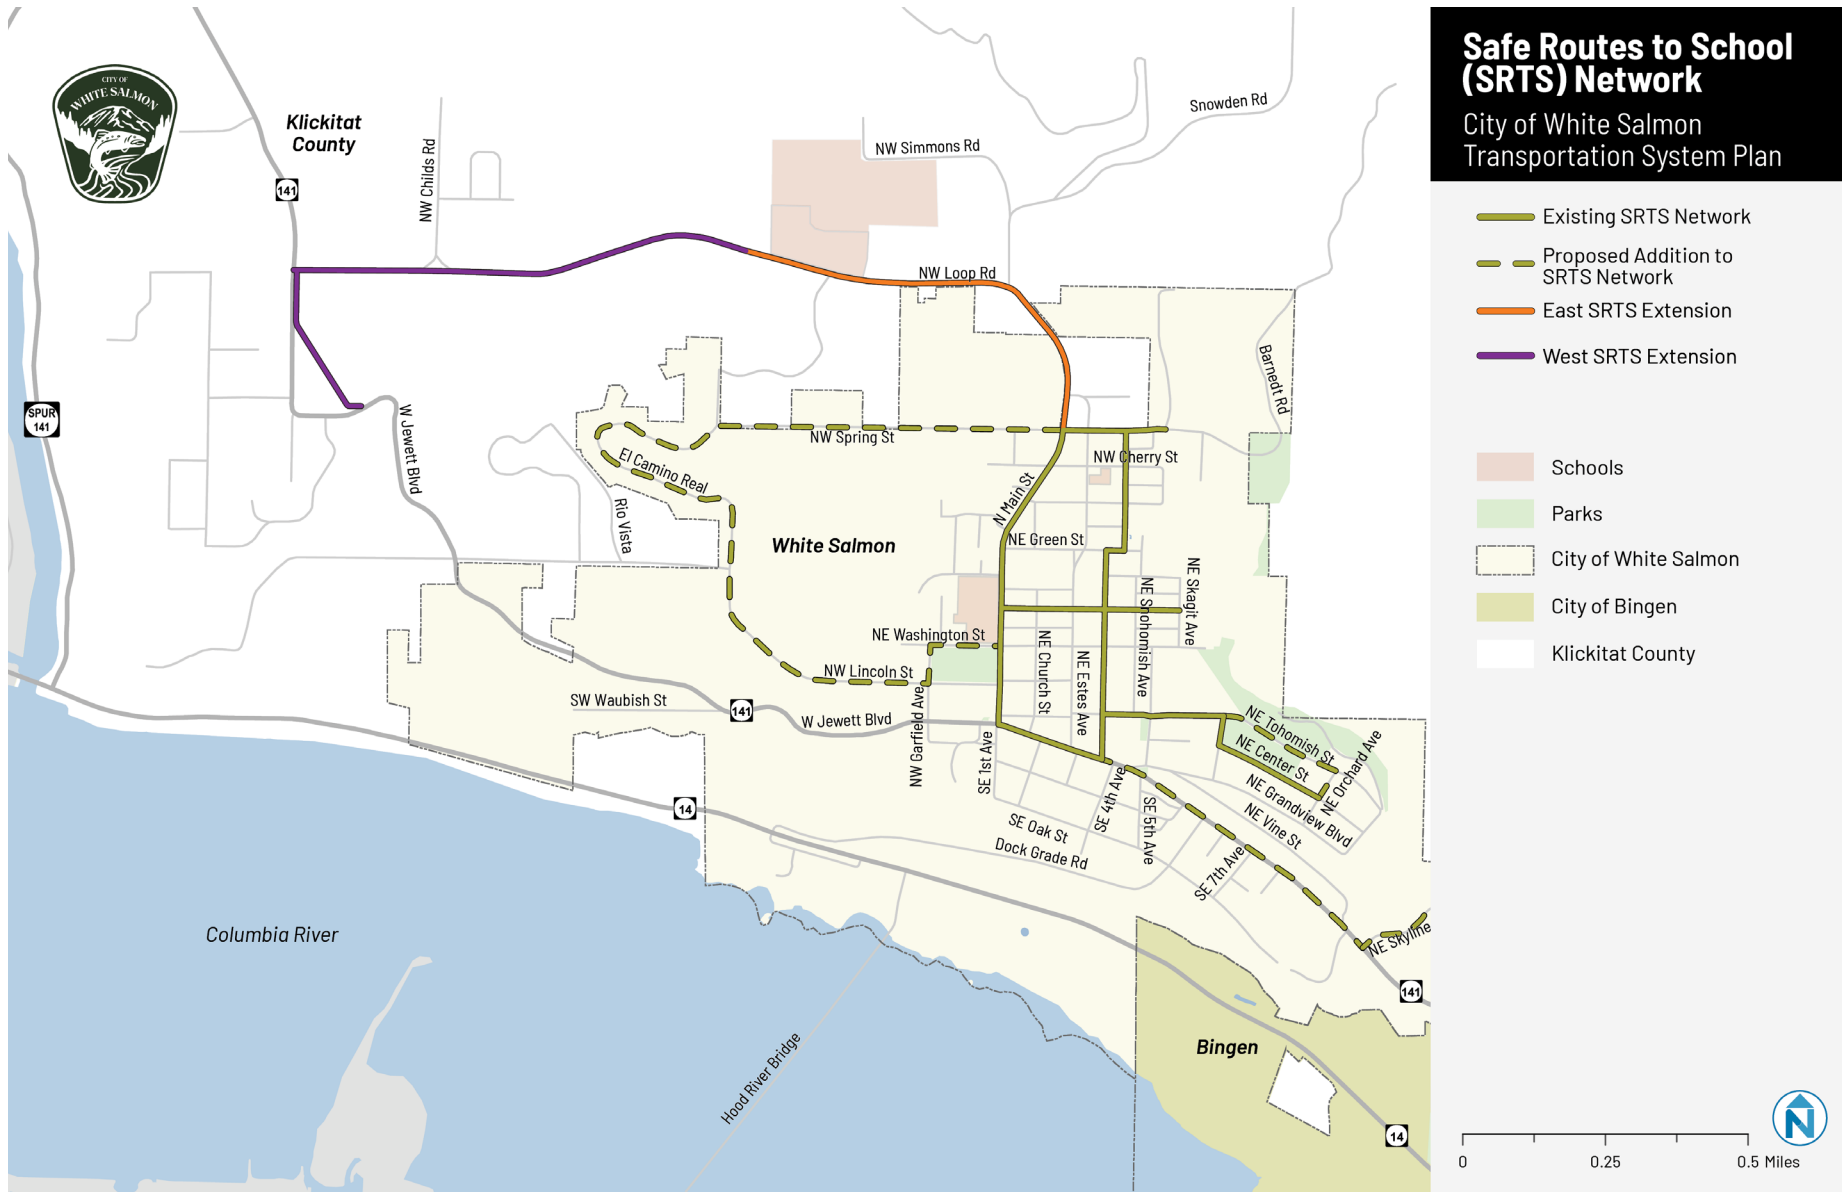 Safe Routes to School
(SRTS) Network
City of White Salmon
Transportation System Plan
Existing SRTS Network
Proposed Addition to
SRTS Network
East SRTS Extension
West SRTS Extension
Schools
Parks
City of White Salmon
City of Bingen
Klickitat County
0
0.25
0.5 Miles
N
CITY OF
WHITE SALMON
Klickitat
County
141
NW Childs Rd
NW Simmons Rd
Snowden Rd
NW Loop Rd
Barnedt Rd
SPUR
141
W Jewett Blvd
NW Spring St
NW Cherry St
El Camino Real
Rio Vista
N Main St
White Salmon
NE Green St
NE Skagit Ave
NE Snohomish Ave
NE Washington St
NE Church St
NE Estes Ave
NW Lincoln St
SW Waubish St
141
W Jewett Blvd
NW Garfield Ave
SE 1st Ave
NE Tohomish St
NE Center St
NE Orchard Ave
NE Grandview Blvd
NE Vine St
SE 4th Ave
SE 5th Ave
SE Oak St
Dock Grade Rd
SE 7th Ave
14
NE Skyline
Columbia River
141
Bingen
Hood River Bridge
14